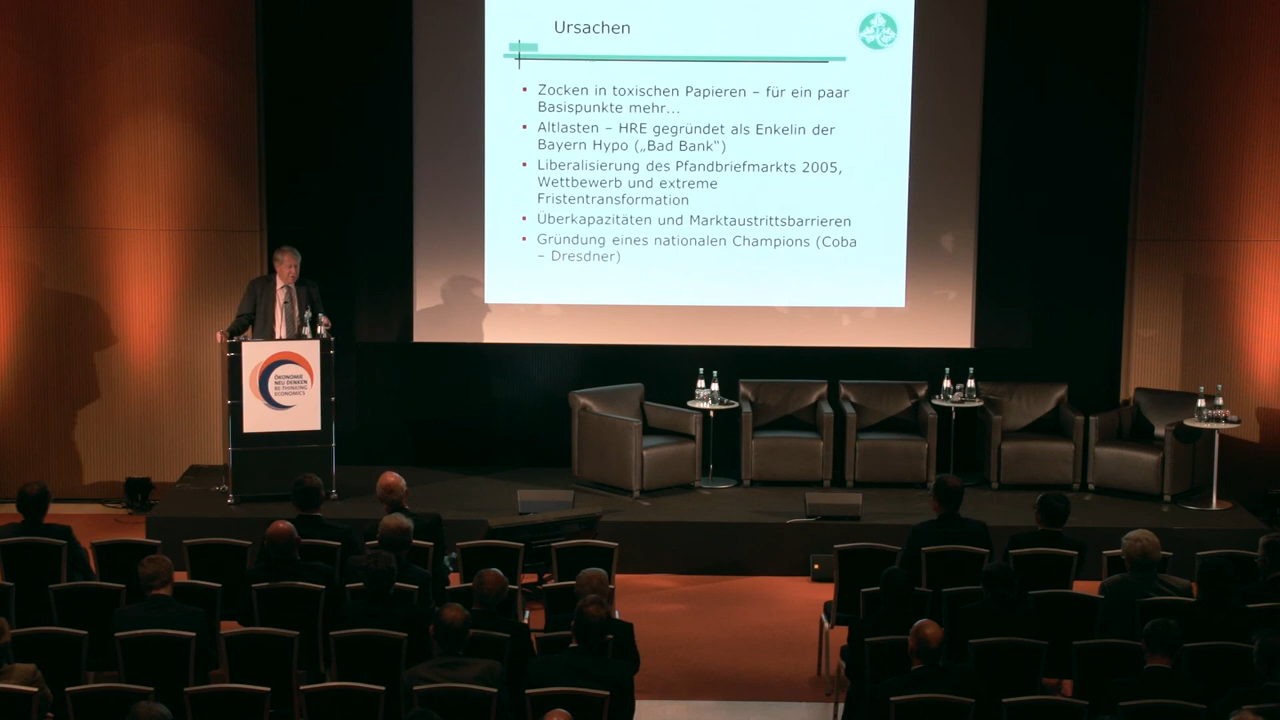 Ursachen
Zocken in toxischen Papieren – für ein paar
Basispunkte mehr...
Altlasten – HRE gegründet als Enkelin der
Bayern Hypo („Bad Bank“)
Liberalisierung des Pfandbriefmarkts 2005,
Wettbewerb und extreme
Fristentransformation
Überkapazitäten und Marktaustrittsbarrieren
Gründung eines nationalen Champions (Coba
– Dresdner)
ÖKONOMIE
NEU DENKEN
RE-THINKING
ECONOMICS